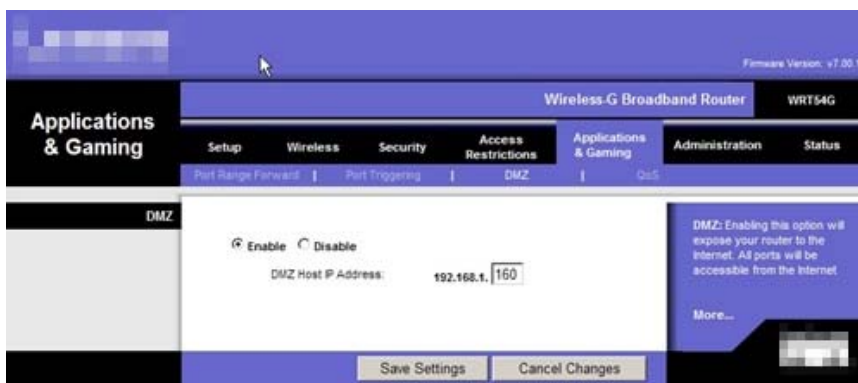 Firmware Version: v7.00.
Wireless-G Broadband Router WRT54G
Applications
& Gaming
Setup Wireless Security Access Restrictions Applications & Gaming Administration Status
Port Range Forward | Port Triggering | DMZ | QoS
DMZ
Enable Disable
DMZ Host IP Address: 192.168.1. 160
DMZ: Enabling this option will
expose your router to the
Internet. All ports will be
accessible from the Internet
More...
Save Settings Cancel Changes